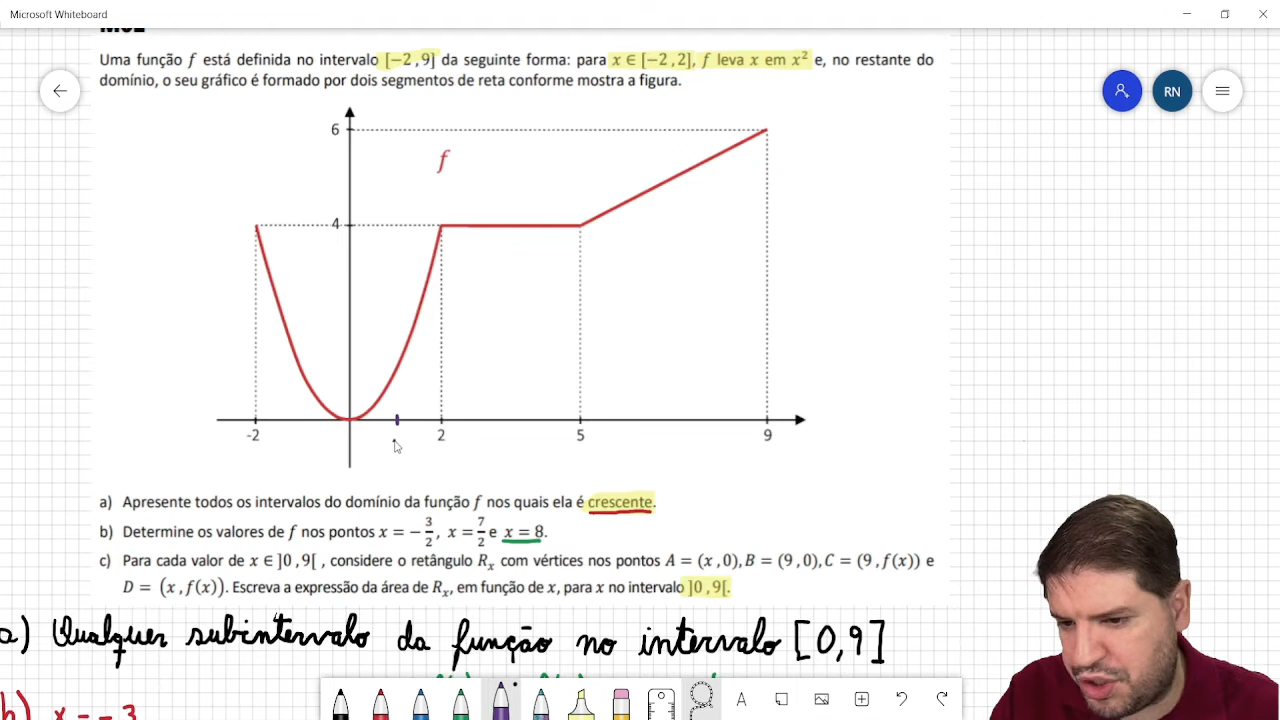 Microsoft Whiteboard
Uma função f está definida no intervalo [−2 , 9] da seguinte forma: para x ∈ [−2 , 2], f leva x em x² e, no restante do
domínio, o seu gráfico é formado por dois segmentos de reta conforme mostra a figura.
RN
6
f
4
-2 2 5 9
a) Apresente todos os intervalos do domínio da função f nos quais ela é crescente.
b) Determine os valores de f nos pontos x = −3/2, x = 7/2 e x = 8.
c) Para cada valor de x ∈ ]0 , 9[ , considere o retângulo Rₓ com vértices nos pontos A = (x , 0), B = (9 , 0), C = (9 , f(x)) e
D = (x , f(x)). Escreva a expressão da área de Rₓ, em função de x, para x no intervalo ]0 , 9[.
a) Qualquer subintervalo da função no intervalo [0,9]
b) x = - 3
A